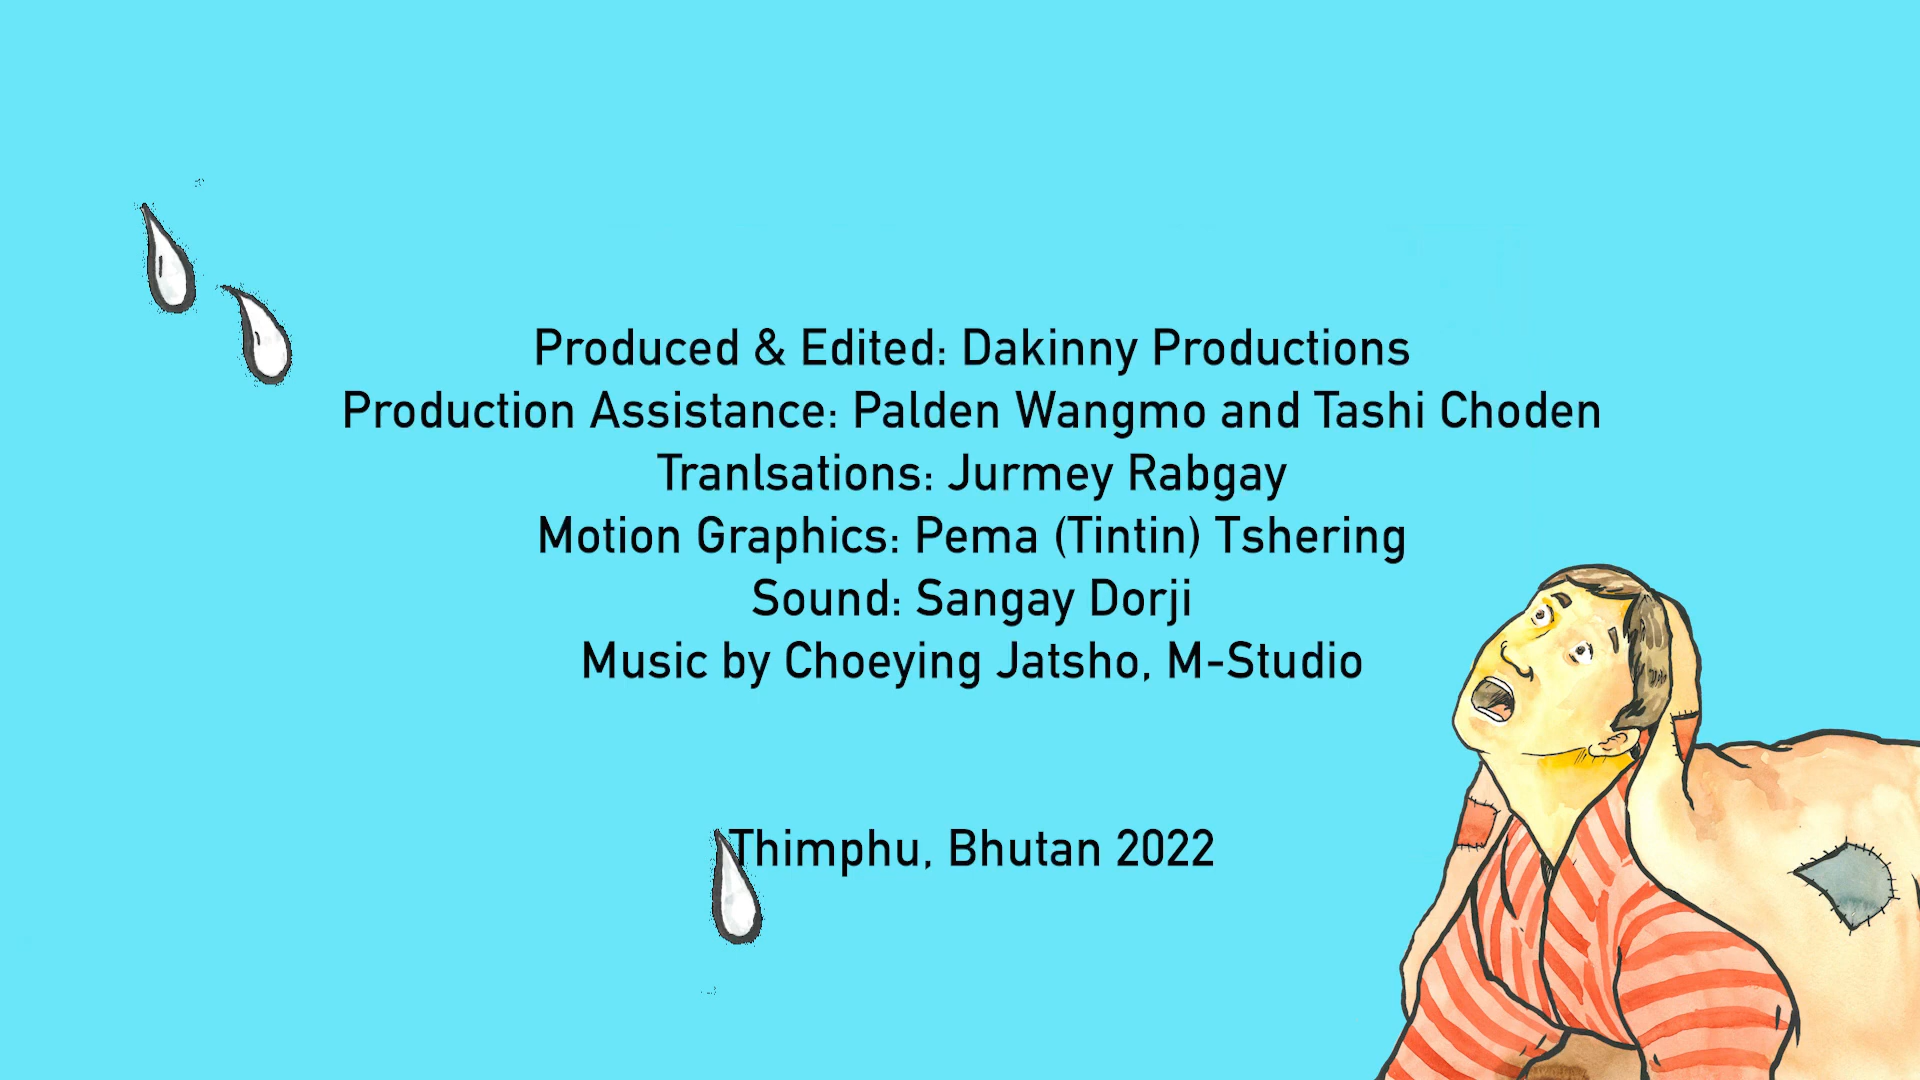 Produced & Edited: Dakinny Productions
Production Assistance: Palden Wangmo and Tashi Choden
Tranlsations: Jurmey Rabgay
Motion Graphics: Pema (Tintin) Tshering
Sound: Sangay Dorji
Music by Choeying Jatsho, M-Studio
Thimphu, Bhutan 2022